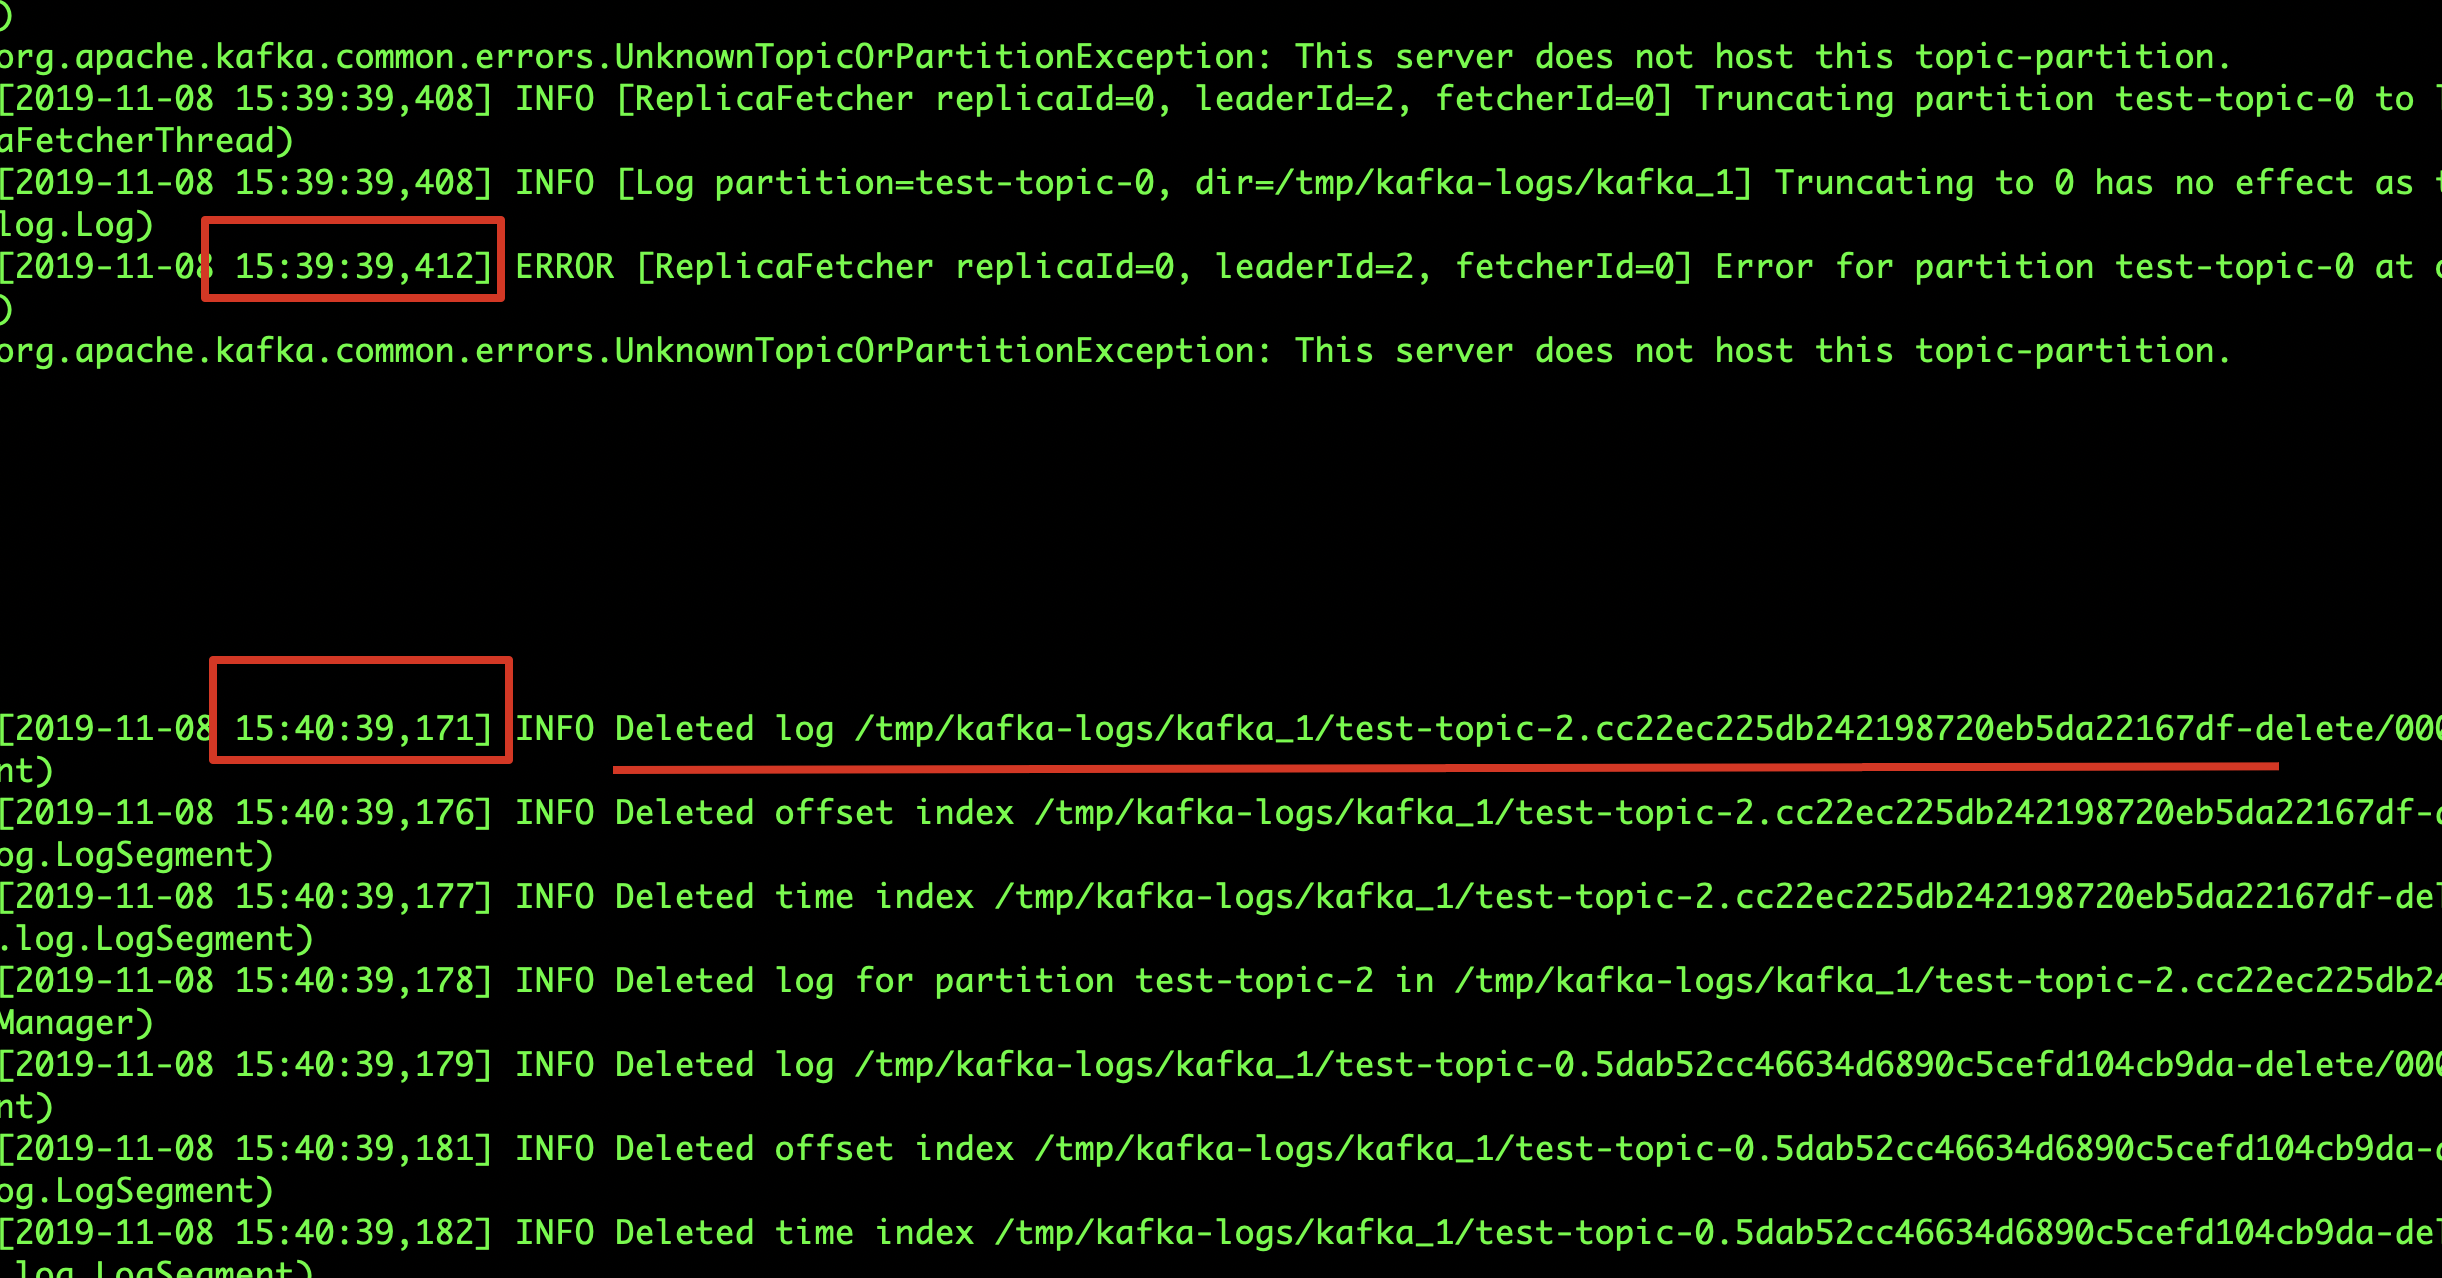 )
org.apache.kafka.common.errors.UnknownTopicOrPartitionException: This server does not host this topic-partition.
[2019-11-08 15:39:39,408] INFO [ReplicaFetcher replicaId=0, leaderId=2, fetcherId=0] Truncating partition test-topic-0 to
aFetcherThread)
[2019-11-08 15:39:39,408] INFO [Log partition=test-topic-0, dir=/tmp/kafka-logs/kafka_1] Truncating to 0 has no effect as
log.Log)
[2019-11-08 15:39:39,412] ERROR [ReplicaFetcher replicaId=0, leaderId=2, fetcherId=0] Error for partition test-topic-0 at
)
org.apache.kafka.common.errors.UnknownTopicOrPartitionException: This server does not host this topic-partition.
[2019-11-08 15:40:39,171] INFO Deleted log /tmp/kafka-logs/kafka_1/test-topic-2.cc22ec225db242198720eb5da22167df-delete/000
nt)
[2019-11-08 15:40:39,176] INFO Deleted offset index /tmp/kafka-logs/kafka_1/test-topic-2.cc22ec225db242198720eb5da22167df-d
og.LogSegment)
[2019-11-08 15:40:39,177] INFO Deleted time index /tmp/kafka-logs/kafka_1/test-topic-2.cc22ec225db242198720eb5da22167df-del
.log.LogSegment)
[2019-11-08 15:40:39,178] INFO Deleted log for partition test-topic-2 in /tmp/kafka-logs/kafka_1/test-topic-2.cc22ec225db24
Manager)
[2019-11-08 15:40:39,179] INFO Deleted log /tmp/kafka-logs/kafka_1/test-topic-0.5dab52cc46634d6890c5cefd104cb9da-delete/000
nt)
[2019-11-08 15:40:39,181] INFO Deleted offset index /tmp/kafka-logs/kafka_1/test-topic-0.5dab52cc46634d6890c5cefd104cb9da-d
og.LogSegment)
[2019-11-08 15:40:39,182] INFO Deleted time index /tmp/kafka-logs/kafka_1/test-topic-0.5dab52cc46634d6890c5cefd104cb9da-del
.log.LogSegment)